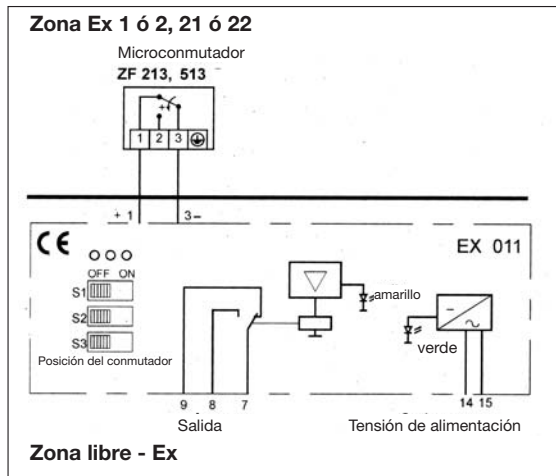 Zona Ex 1 ó 2, 21 ó 22
Microconmutador
ZF 213, 513
1 2 3
+ 1 3 –
CE EX 011
OFF ON
S1
S2
S3
Posición del conmutador
amarillo
verde
9 8 7 14 15
Salida Tensión de alimentación
Zona libre - Ex